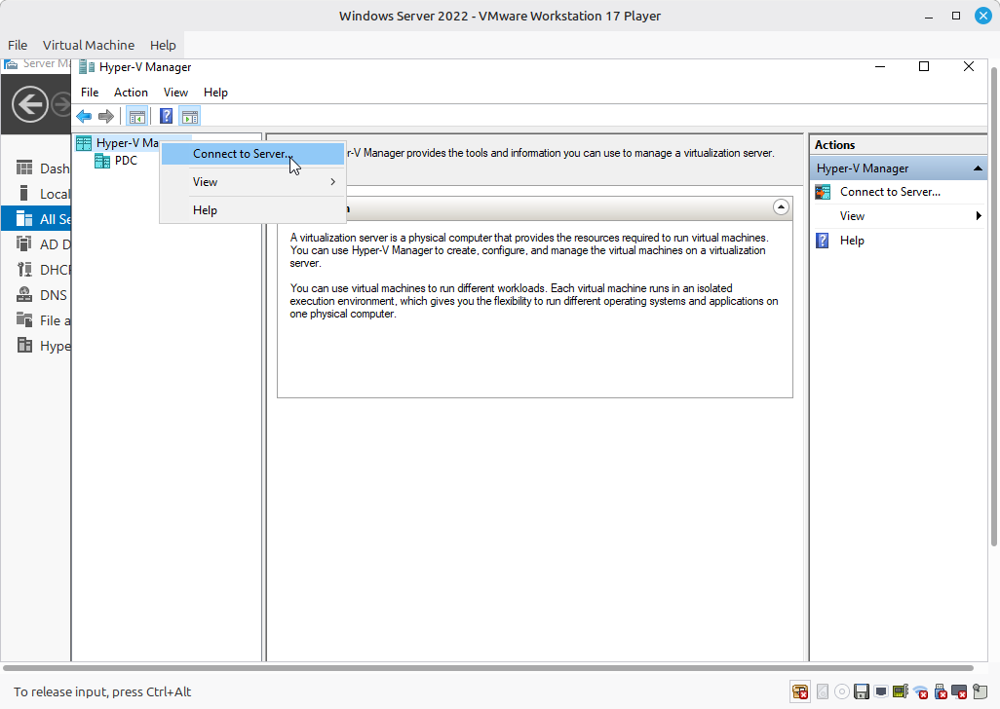 Windows Server 2022 - VMware Workstation 17 Player
File Virtual Machine Help
Server Ma
Hyper-V Manager
File Action View Help
Hyper-V Ma
PDC
Connect to Server...
View
Help
r-V Manager provides the tools and information you can use to manage a virtualization server.
A virtualization server is a physical computer that provides the resources required to run virtual machines.
You can use Hyper-V Manager to create, configure, and manage the virtual machines on a virtualization
server.
You can use virtual machines to run different workloads. Each virtual machine runs in an isolated
execution environment, which gives you the flexibility to run different operating systems and applications on
one physical computer.
Actions
Hyper-V Manager
Connect to Server...
View
Help
Dash
Local
All Se
AD D
DHCP
DNS
File a
Hype
To release input, press Ctrl+Alt